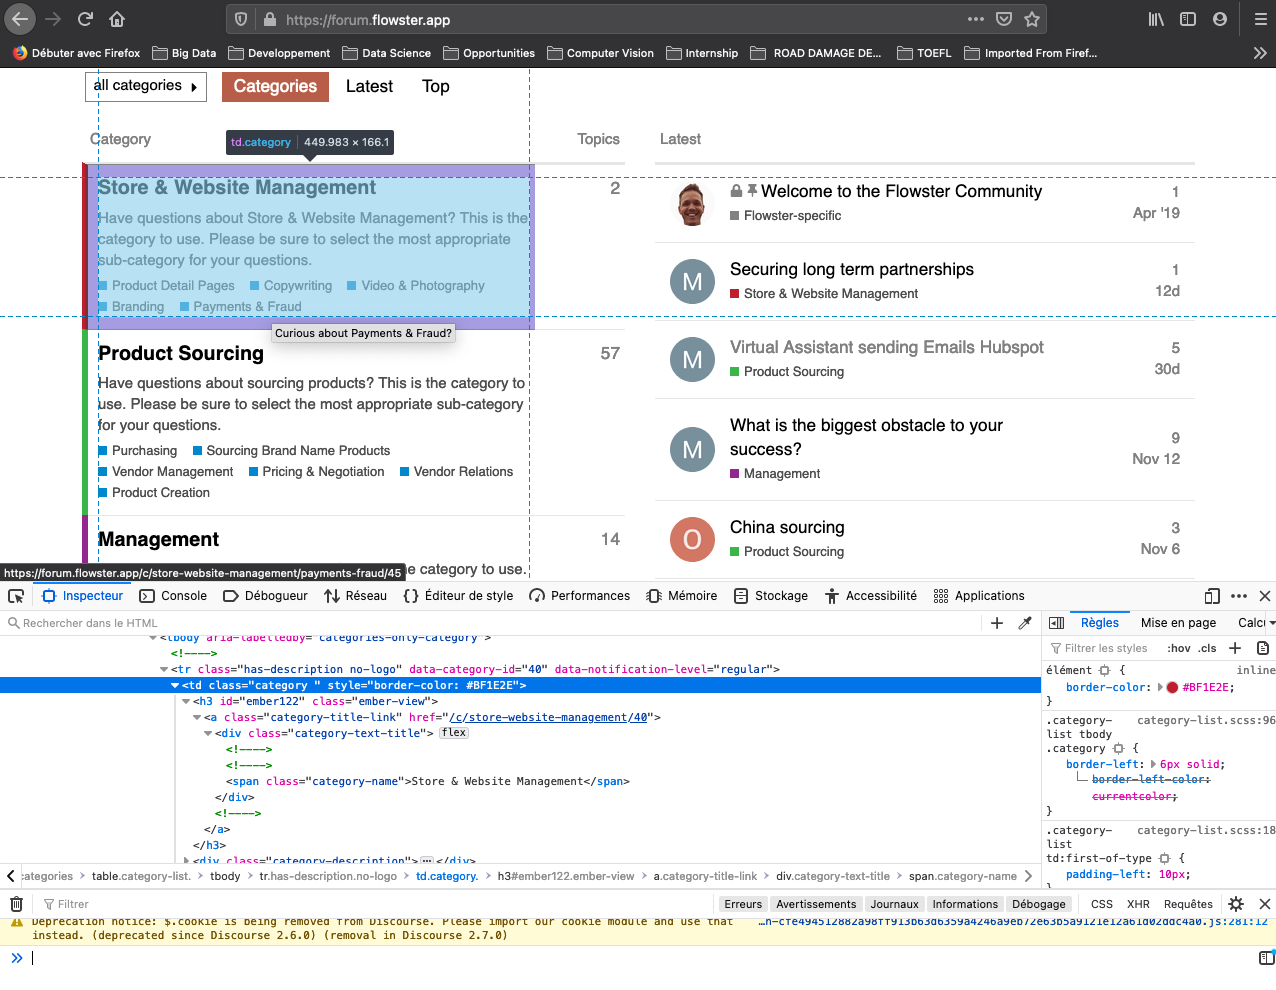 https://forum.flowster.app
Débuter avec Firefox Big Data Developpement Data Science Opportunities Computer Vision Internship ROAD DAMAGE DE... TOEFL Imported From Firef...
all categories Categories Latest Top
Category Topics Latest
td.category 449.983 × 166.1
Store & Website Management 2
Have questions about Store & Website Management? This is the
category to use. Please be sure to select the most appropriate
sub-category for your questions.
Product Detail Pages Copywriting Video & Photography
Branding Payments & Fraud
Curious about Payments & Fraud?
Product Sourcing 57
Have questions about sourcing products? This is the category to
use. Please be sure to select the most appropriate sub-category
for your questions.
Purchasing Sourcing Brand Name Products
Vendor Management Pricing & Negotiation Vendor Relations
Product Creation
Management 14
e category to use.
https://forum.flowster.app/c/store-website-management/payments-fraud/45
Welcome to the Flowster Community 1
Flowster-specific Apr '19
M Securing long term partnerships 1
Store & Website Management 12d
M Virtual Assistant sending Emails Hubspot 5
Product Sourcing 30d
M What is the biggest obstacle to your
success? 9
Management Nov 12
O China sourcing 3
Product Sourcing Nov 6
Inspecteur Console Débogueur Réseau Éditeur de style Performances Mémoire Stockage Accessibilité Applications
Rechercher dans le HTML
<tbody aria-labelledby="categories-only-category">
<!---->
<tr class="has-description no-logo" data-category-id="40" data-notification-level="regular">
<td class="category " style="border-color: #BF1E2E">
<h3 id="ember122" class="ember-view">
<a class="category-title-link" href="/c/store-website-management/40">
<div class="category-text-title"> flex
<!---->
<!---->
<span class="category-name">Store & Website Management</span>
</div>
<!---->
</a>
</h3>
<div class="category-description">…</div>
Règles Mise en page Calc
Filtrer les styles :hov .cls
élément { inline
border-color: #BF1E2E;
}
.category- category-list.scss:96
list tbody
.category {
border-left: 6px solid;
border-left-color:
currentcolor;
}
.category- category-list.scss:18
list
td:first-of-type {
padding-left: 10px;
}
categories table.category-list. tbody tr.has-description.no-logo td.category. h3#ember122.ember-view a.category-title-link div.category-text-title span.category-name
Filtrer Erreurs Avertissements Journaux Informations Débogage CSS XHR Requêtes
Deprecation notice: $.cookie is being removed from Discourse. Please import our cookie module and use that …n-cfe494512882a98ff913b63d6359a4246a9eb72e63b5a9121e12a61d02ddc4a0.js:281:12
instead. (deprecated since Discourse 2.6.0) (removal in Discourse 2.7.0)